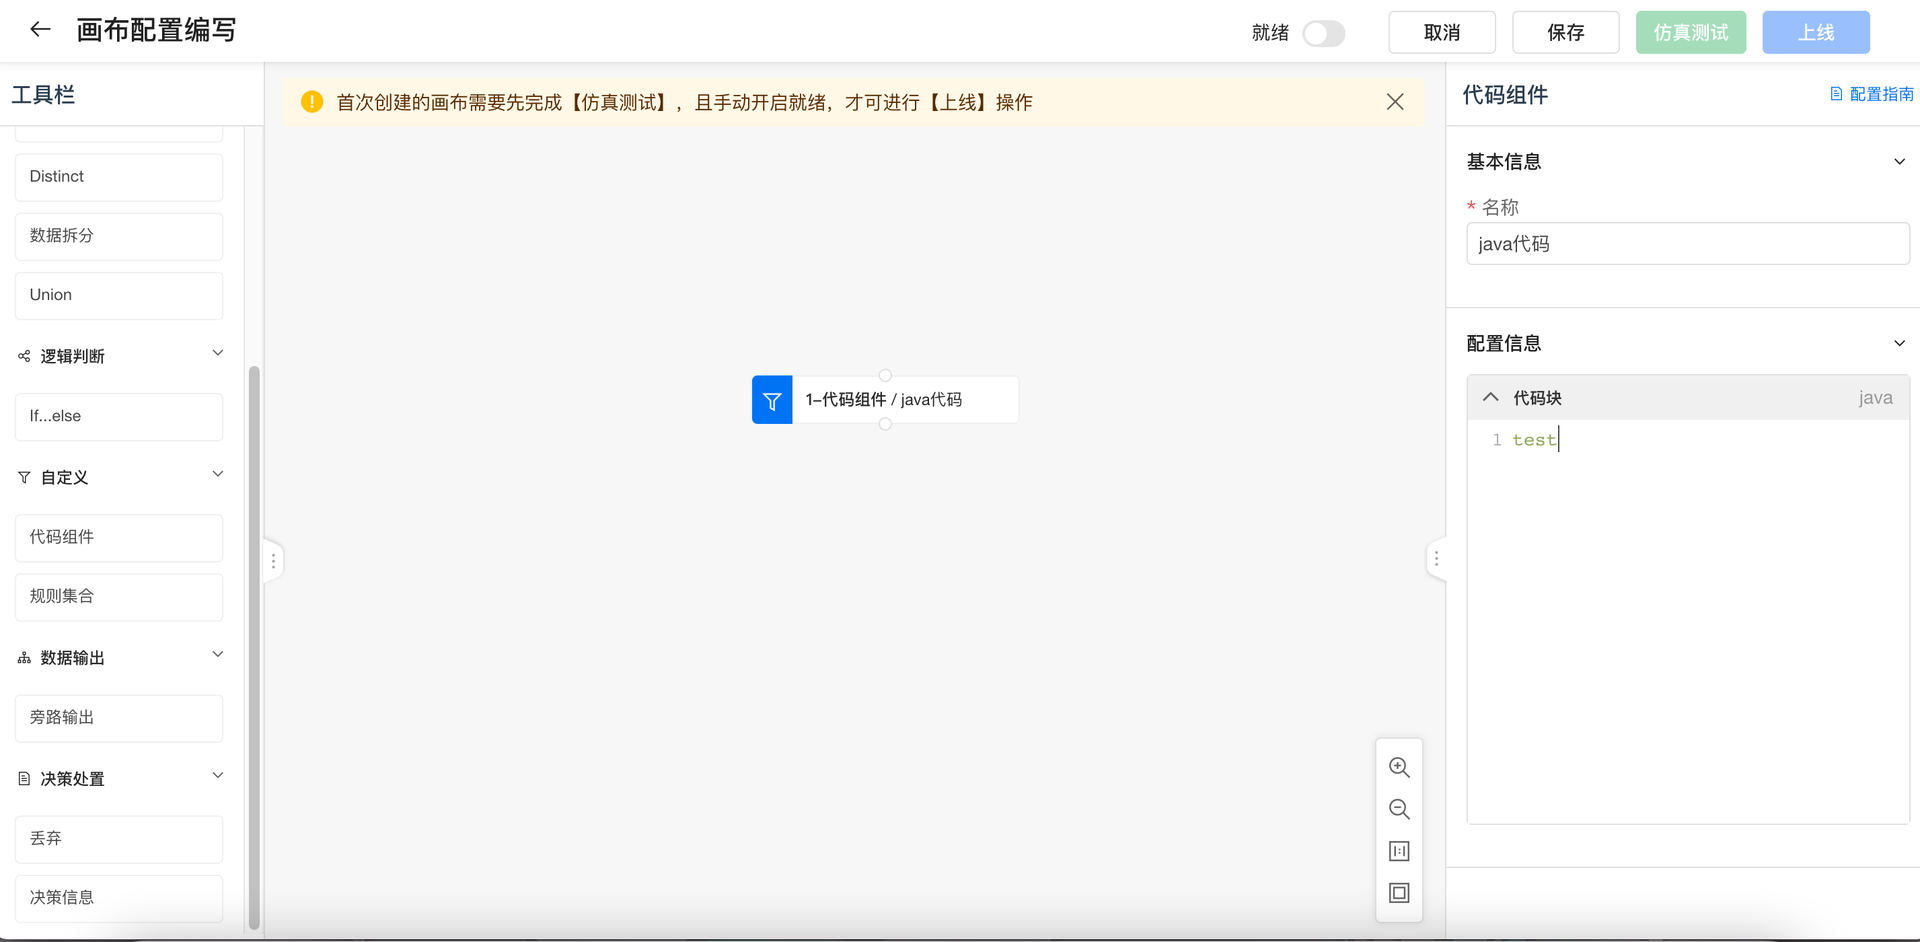 画布配置编写
就绪
取消
保存
仿真测试
上线
工具栏
Distinct
数据拆分
Union
逻辑判断
If...else
自定义
代码组件
规则集合
数据输出
旁路输出
决策处置
丢弃
决策信息
首次创建的画布需要先完成【仿真测试】，且手动开启就绪，才可进行【上线】操作
1-代码组件 / java代码
代码组件
配置指南
基本信息
* 名称
java代码
配置信息
代码块 java
1 test